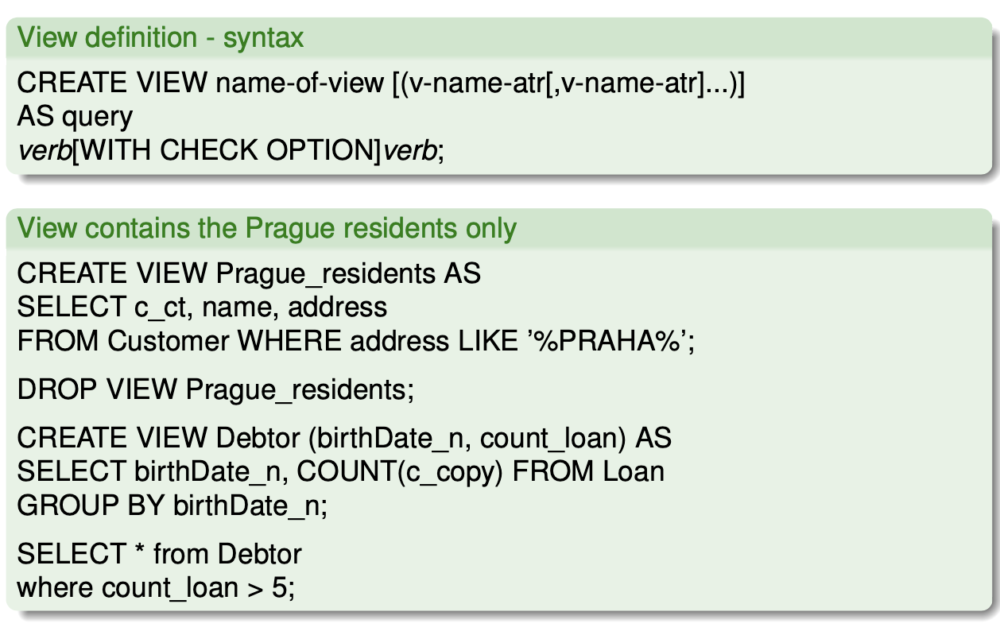 View definition - syntax
CREATE VIEW name-of-view [(v-name-atr[,v-name-atr]...)]
AS query
verb[WITH CHECK OPTION]verb;
View contains the Prague residents only
CREATE VIEW Prague_residents AS
SELECT c_ct, name, address
FROM Customer WHERE address LIKE ’%PRAHA%’;
DROP VIEW Prague_residents;
CREATE VIEW Debtor (birthDate_n, count_loan) AS
SELECT birthDate_n, COUNT(c_copy) FROM Loan
GROUP BY birthDate_n;
SELECT * from Debtor
where count_loan > 5;